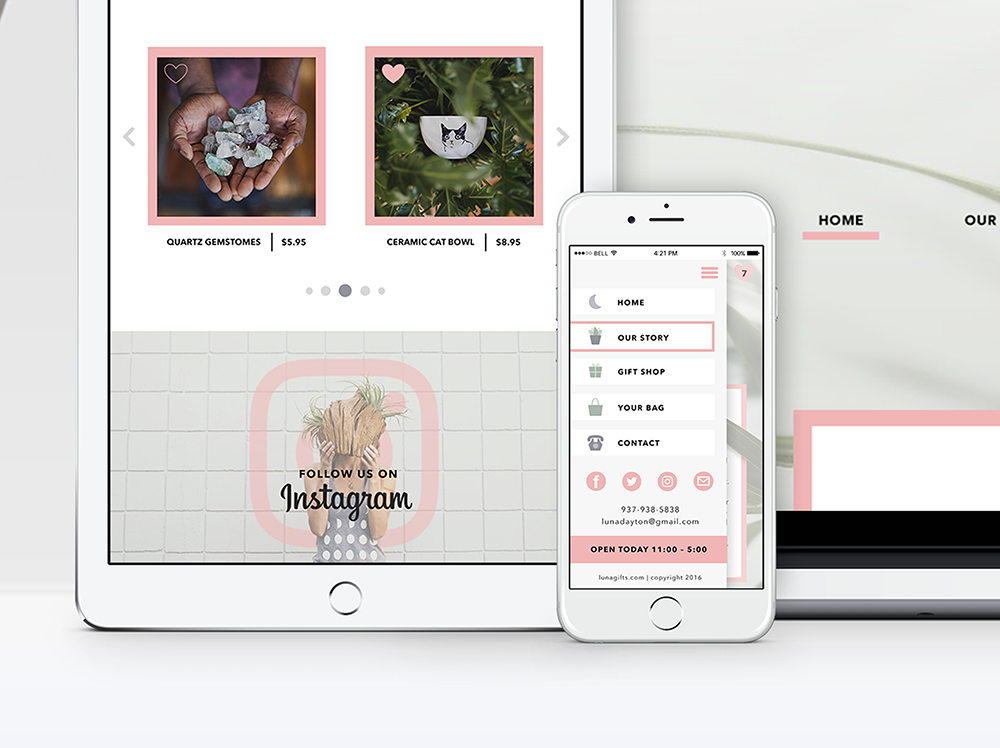 QUARTZ GEMSTOMES | $5.95
CERAMIC CAT BOWL | $8.95
FOLLOW US ON
Instagram
HOME
OUR
BELL
4:21 PM
100%
7
HOME
OUR STORY
GIFT SHOP
YOUR BAG
CONTACT
937-938-5838
lunadayton@gmail.com
OPEN TODAY 11:00 - 5:00
lunagifts.com | copyright 2016